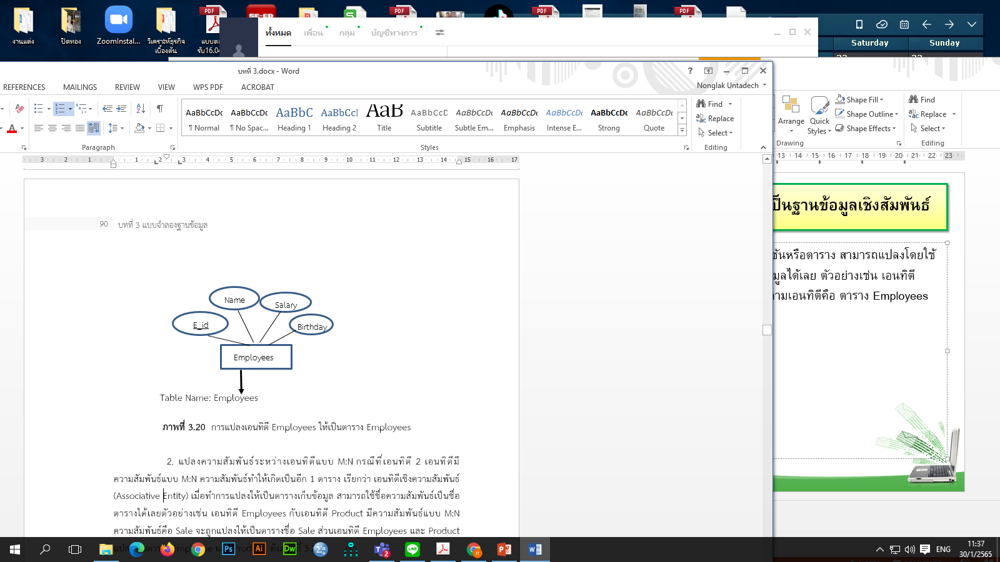 งานแต่ง
ปิดทอง
ZoomInstal...
วิเคราะห์ธุรกิจ
เบื้องต้น
PDF
SE-ED
PDF
PDF
PDF
ทั้งหมด เพื่อน กลุ่ม บัญชีทางการ
Saturday Sunday
บทที่ 3.docx - Word
Nonglak Untadech
REFERENCES MAILINGS REVIEW VIEW WPS PDF ACROBAT
AaBbCcDc AaBbCcDc AaBbC AaBbCcI AaB AaBbCcD AaBbCcDc AaBbCcDc AaBbCcDc AaBbCcDc AaBbCcDc
¶ Normal ¶ No Spac... Heading 1 Heading 2 Title Subtitle Subtle Em... Emphasis Intense E... Strong Quote
Find
Replace
Select
Paragraph Styles Editing
Arrange
Quick
Styles
Shape Fill
Shape Outline
Shape Effects
Find
Replace
Select
Drawing Editing
3 2 1 1 2 3 4 5 6 7 8 9 10 11 12 13 14 15 16 17
13 14 15 16 17 18 19 20 21 22 23
90 บทที่ 3 แบบจำลองฐานข้อมูล
Name
Salary
E_id
Birthday
Employees
Table Name: Employees
ภาพที่ 3.20 การแปลงเอนทิตี Employees ให้เป็นตาราง Employees
2. แปลงความสัมพันธ์ระหว่างเอนทิตีแบบ M:N กรณีที่เอนทิตี 2 เอนทิตีมี
ความสัมพันธ์แบบ M:N ความสัมพันธ์ทำให้เกิดเป็นอีก 1 ตาราง เรียกว่า เอนทิตีเชิงความสัมพันธ์
(Associative Entity) เมื่อทำการแปลงให้เป็นตารางเก็บข้อมูล สามารถใช้ชื่อความสัมพันธ์เป็นชื่อ
ตารางได้เลยตัวอย่างเช่น เอนทิตี Employees กับเอนทิตี Product มีความสัมพันธ์แบบ M:N
ความสัมพันธ์คือ Sale จะถูกแปลงให้เป็นตารางชื่อ Sale ส่วนเอนทิตี Employees และ Product
ป็นฐานข้อมูลเชิงสัมพันธ์
ชันหรือตาราง สามารถแปลงโดยใช้
มูลได้เลย ตัวอย่างเช่น เอนทิตี
ามเอนทิตีคือ ตาราง Employees
Ps Ai Dw
2
LINE
ENG
11:37
30/1/2565